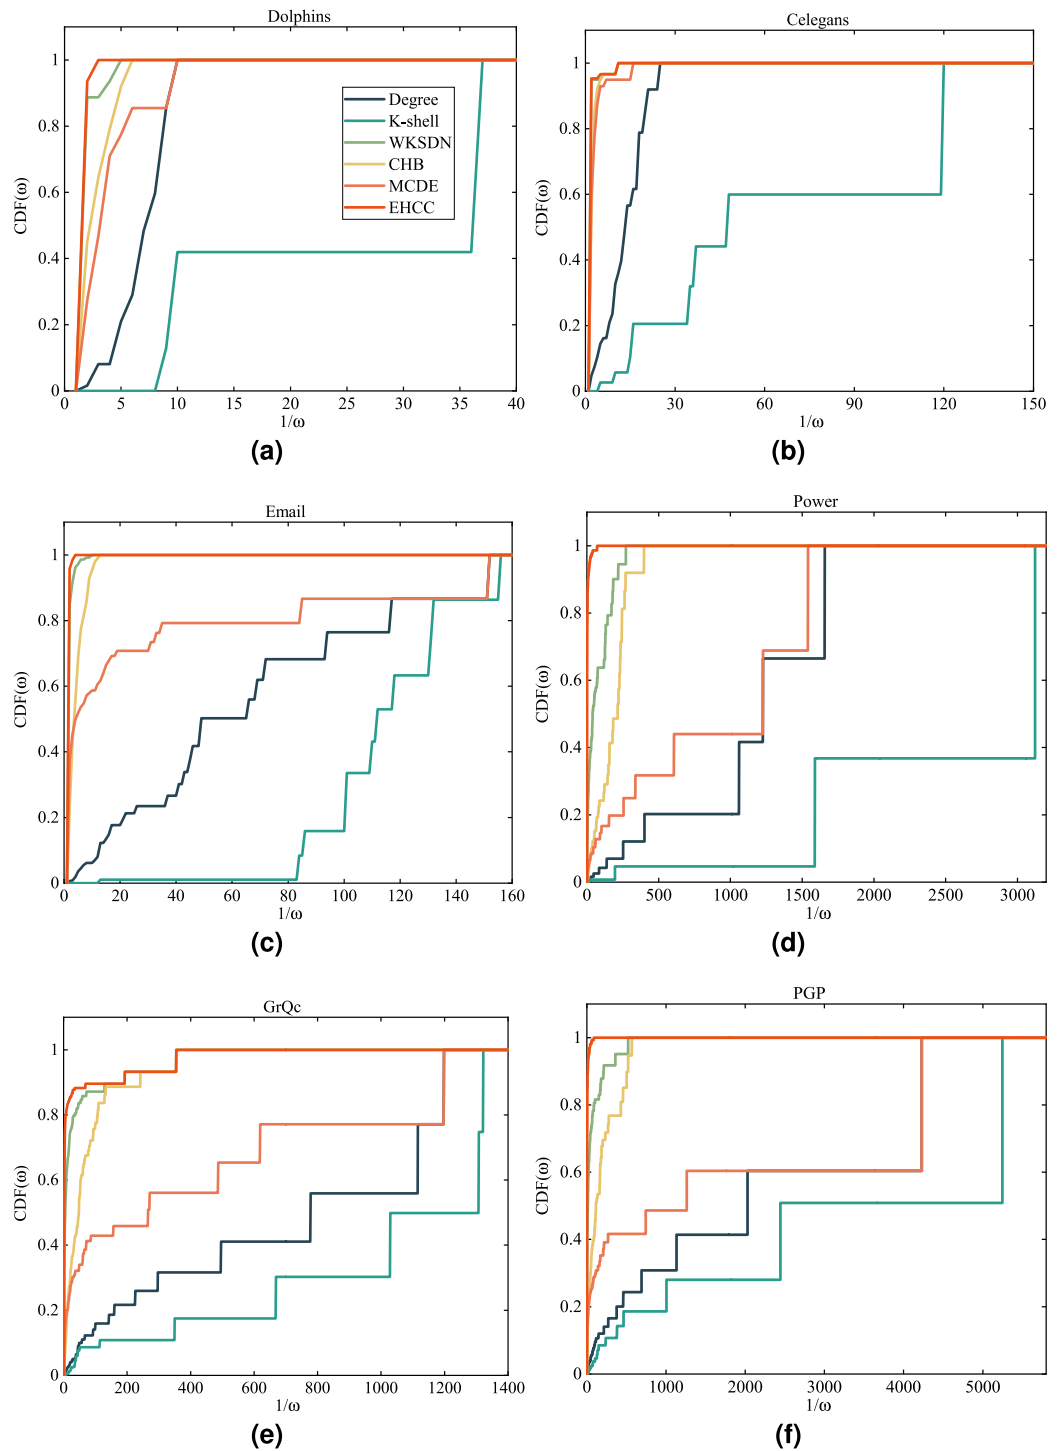 Dolphins
CDF(ω)
1
0.8
0.6
0.4
0.2
0
0 5 10 15 20 25 30 35 40
1/ω
Degree
K-shell
WKSDN
CHB
MCDE
EHCC
(a)
Celegans
CDF(ω)
1
0.8
0.6
0.4
0.2
0
0 30 60 90 120 150
1/ω
(b)
Email
CDF(ω)
1
0.8
0.6
0.4
0.2
0
0 20 40 60 80 100 120 140 160
1/ω
(c)
Power
CDF(ω)
1
0.8
0.6
0.4
0.2
0
0 500 1000 1500 2000 2500 3000
1/ω
(d)
GrQc
CDF(ω)
1
0.8
0.6
0.4
0.2
0
0 200 400 600 800 1000 1200 1400
1/ω
(e)
PGP
CDF(ω)
1
0.8
0.6
0.4
0.2
0
0 1000 2000 3000 4000 5000
1/ω
(f)